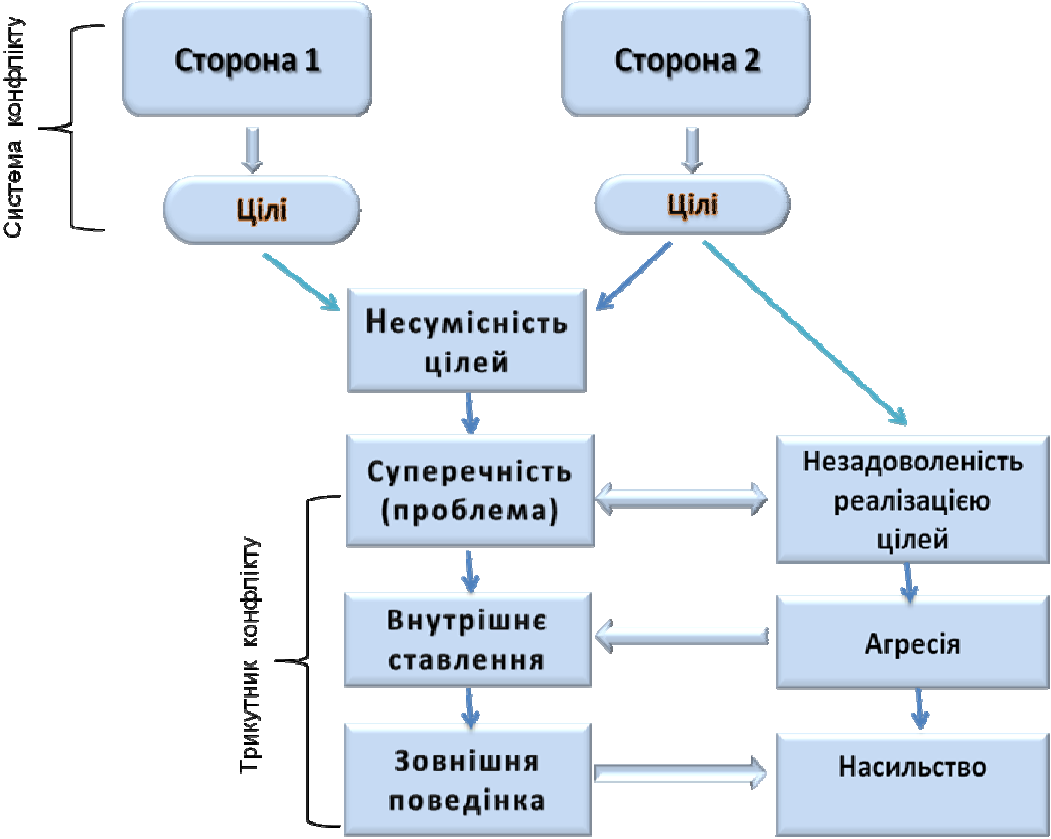 Система конфлікту
Сторона 1
Сторона 2
Цілі
Цілі
Несумісність
цілей
Суперечність
(проблема)
Незадоволеність
реалізацією
цілей
Трикутник конфлікту
Внутрішнє
ставлення
Агресія
Зовнішня
поведінка
Насильство